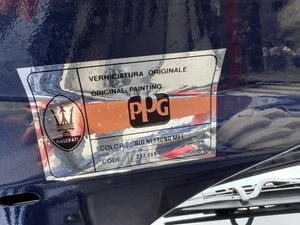 VERNICIATURA ORIGINALE
ORIGINAL PAINTING
PPG
MASERATI
COLOR: BLU NETTUNO MET.
CODE: